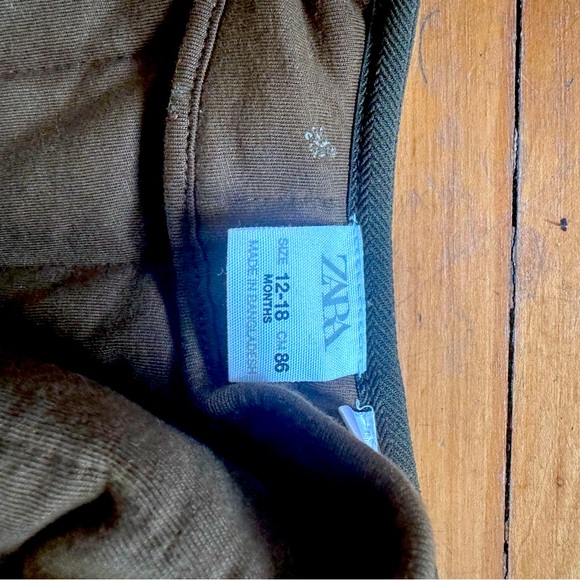 ZARA
SIZE 12-18 CM 86
MONTHS
MADE IN BANGLADESH